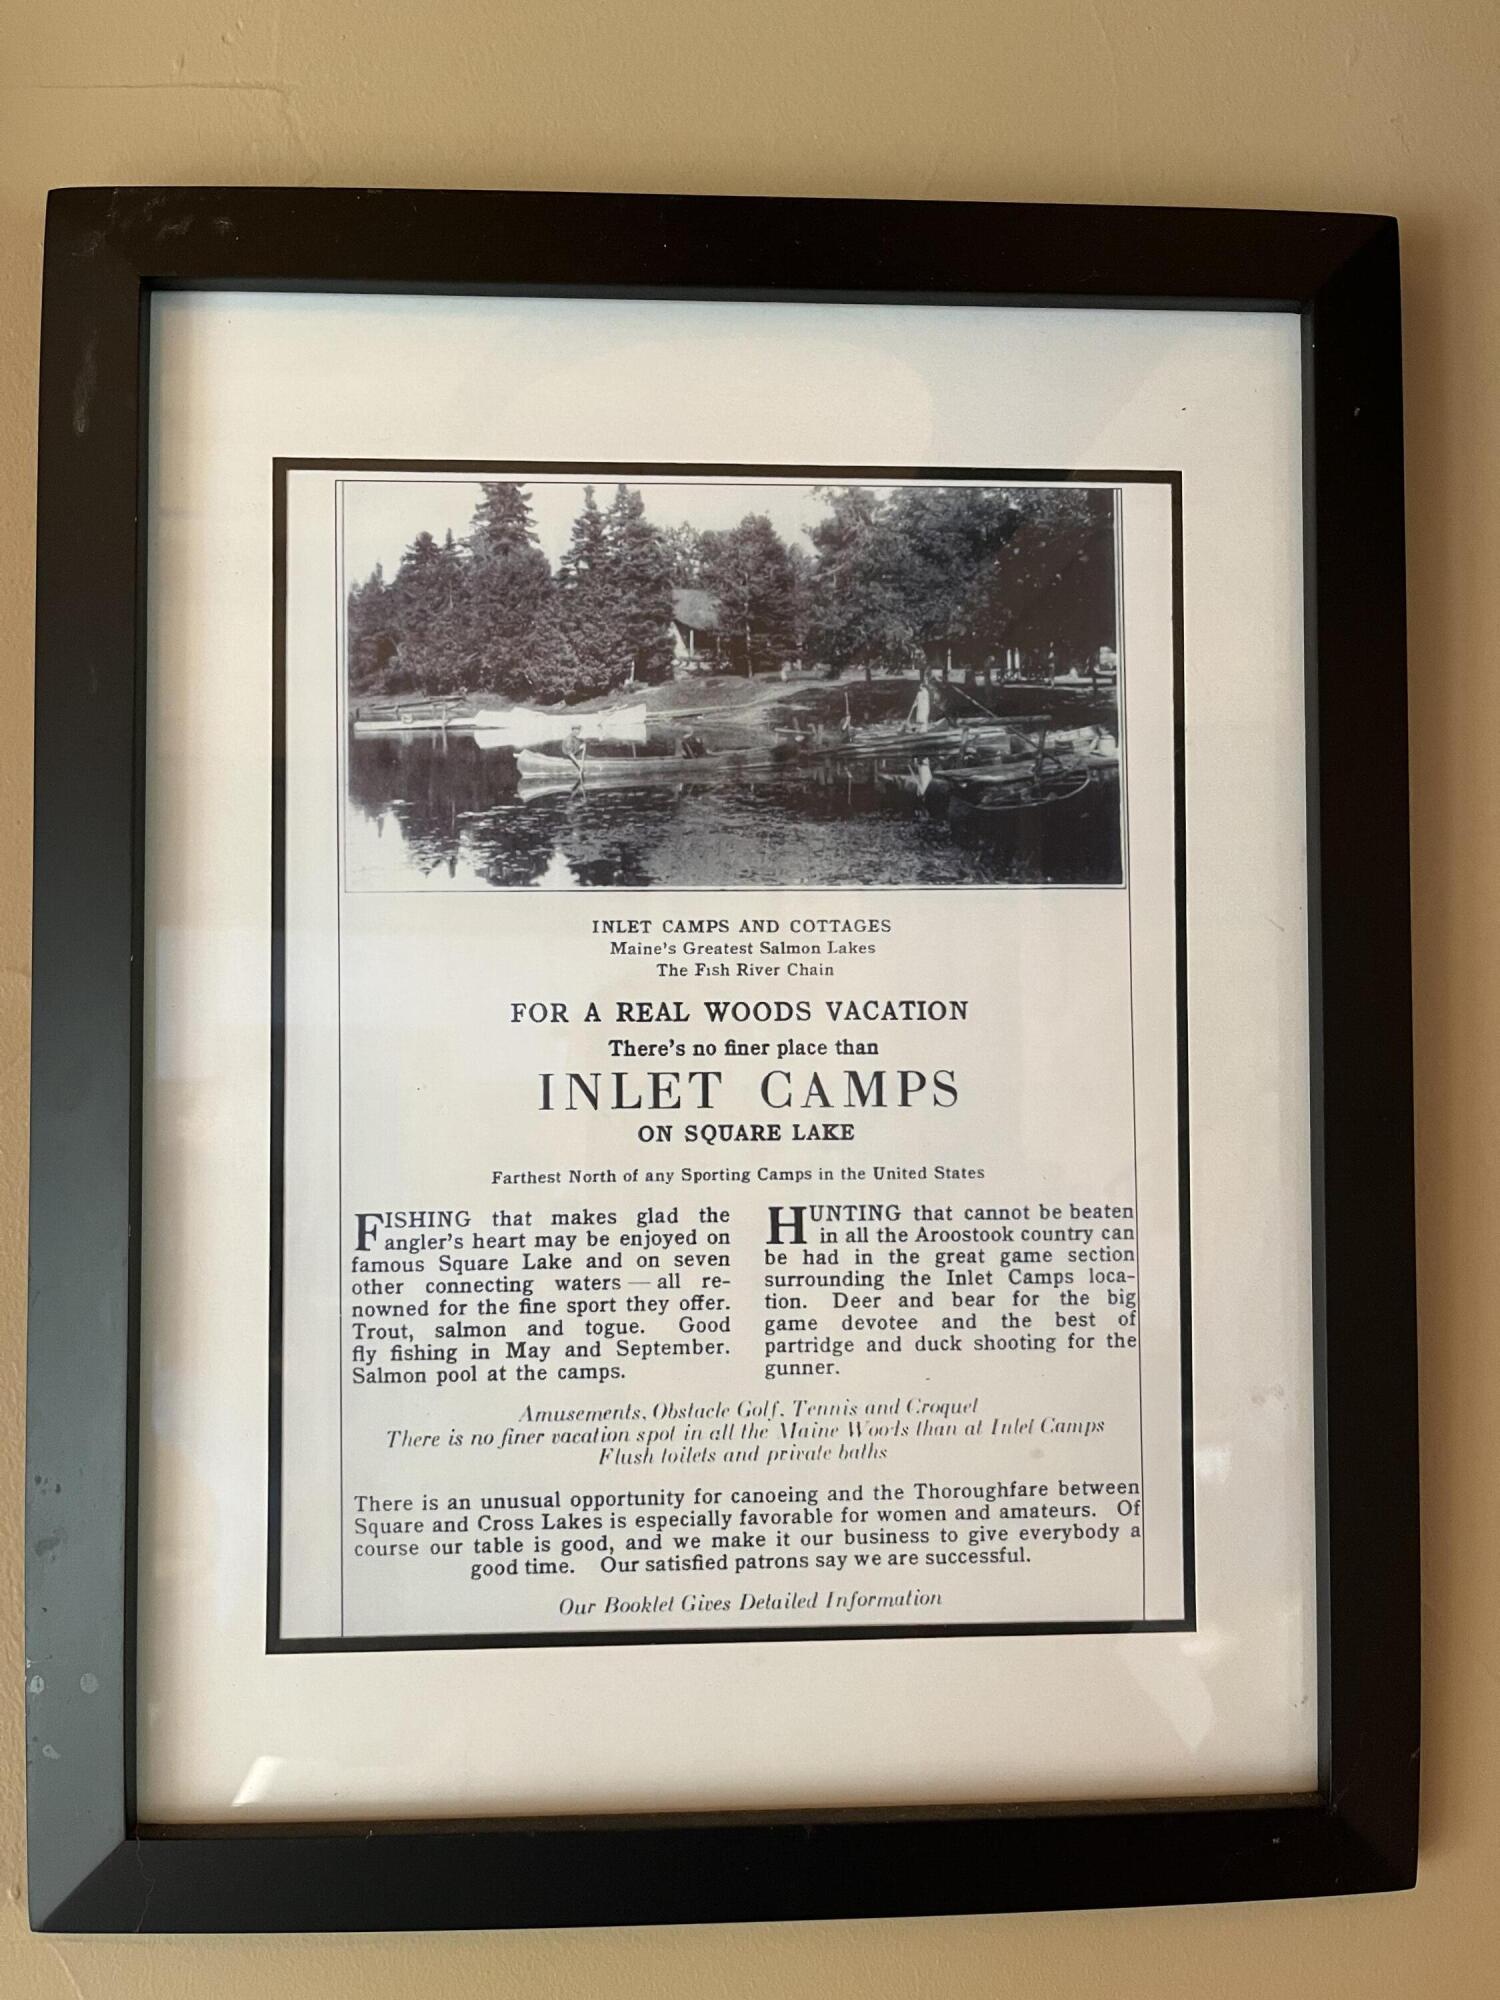 INLET CAMPS AND COTTAGES
Maine's Greatest Salmon Lakes
The Fish River Chain
FOR A REAL WOODS VACATION
There's no finer place than
INLET CAMPS
ON SQUARE LAKE
Farthest North of any Sporting Camps in the United States
FISHING that makes glad the
angler's heart may be enjoyed on
famous Square Lake and on seven
other connecting waters — all re-
nowned for the fine sport they offer.
Trout, salmon and togue. Good
fly fishing in May and September.
Salmon pool at the camps.
HUNTING that cannot be beaten
in all the Aroostook country can
be had in the great game section
surrounding the Inlet Camps loca-
tion. Deer and bear for the big
game devotee and the best of
partridge and duck shooting for the
gunner.
Amusements, Obstacle Golf, Tennis and Croquet
There is no finer vacation spot in all the Maine Woods than at Inlet Camps
Flush toilets and private baths
There is an unusual opportunity for canoeing and the Thoroughfare between
Square and Cross Lakes is especially favorable for women and amateurs. Of
course our table is good, and we make it our business to give everybody a
good time. Our satisfied patrons say we are successful.
Our Booklet Gives Detailed Information